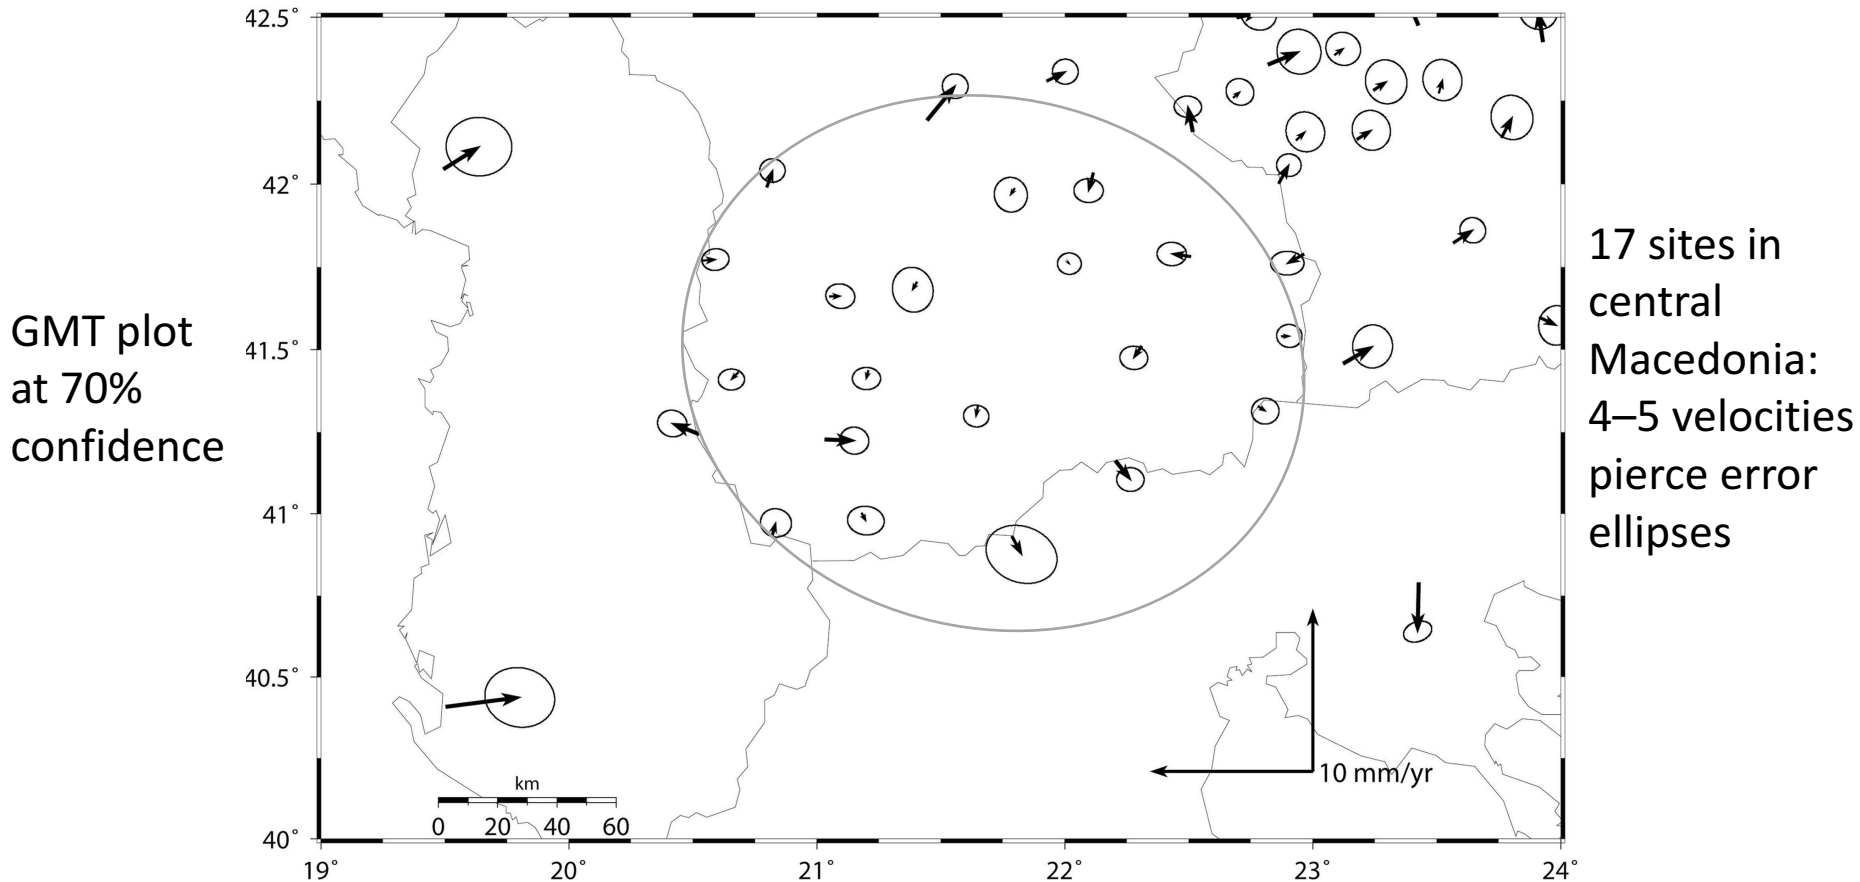 GMT plot
at 70%
confidence
42.5°
42°
41.5°
41°
40.5°
40°
19°
20°
21°
22°
23°
24°
km
0 20 40 60
10 mm/yr
17 sites in
central
Macedonia:
4–5 velocities
pierce error
ellipses